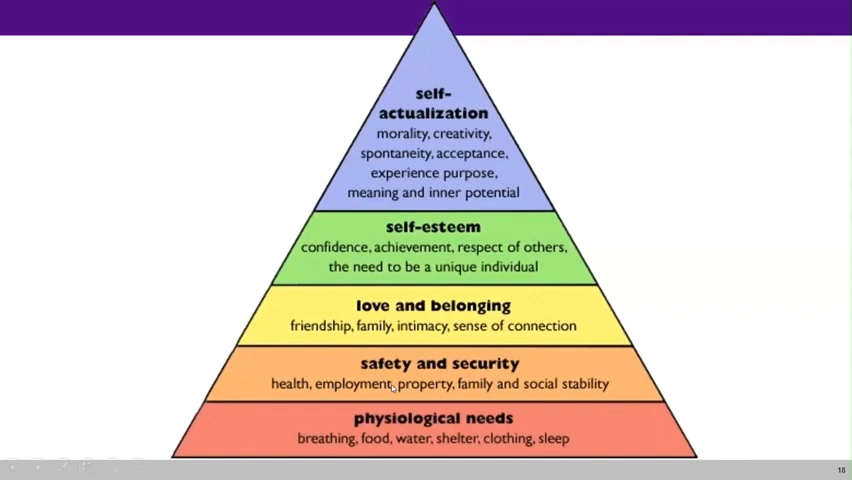 self-
actualization
morality, creativity,
spontaneity, acceptance,
experience purpose,
meaning and inner potential
self-esteem
confidence, achievement, respect of others,
the need to be a unique individual
love and belonging
friendship, family, intimacy, sense of connection
safety and security
health, employment, property, family and social stability
physiological needs
breathing, food, water, shelter, clothing, sleep
18